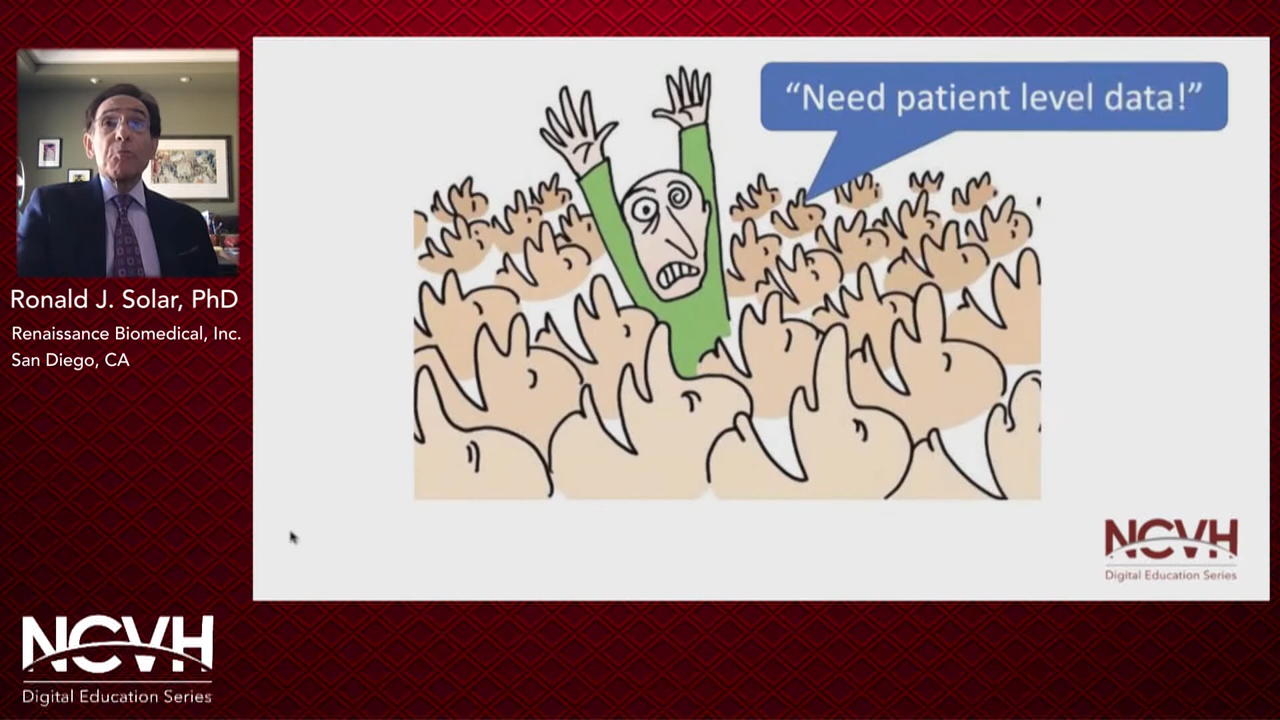 “Need patient level data!”
Ronald J. Solar, PhD
Renaissance Biomedical, Inc.
San Diego, CA
NCVH
Digital Education Series
NCVH
Digital Education Series